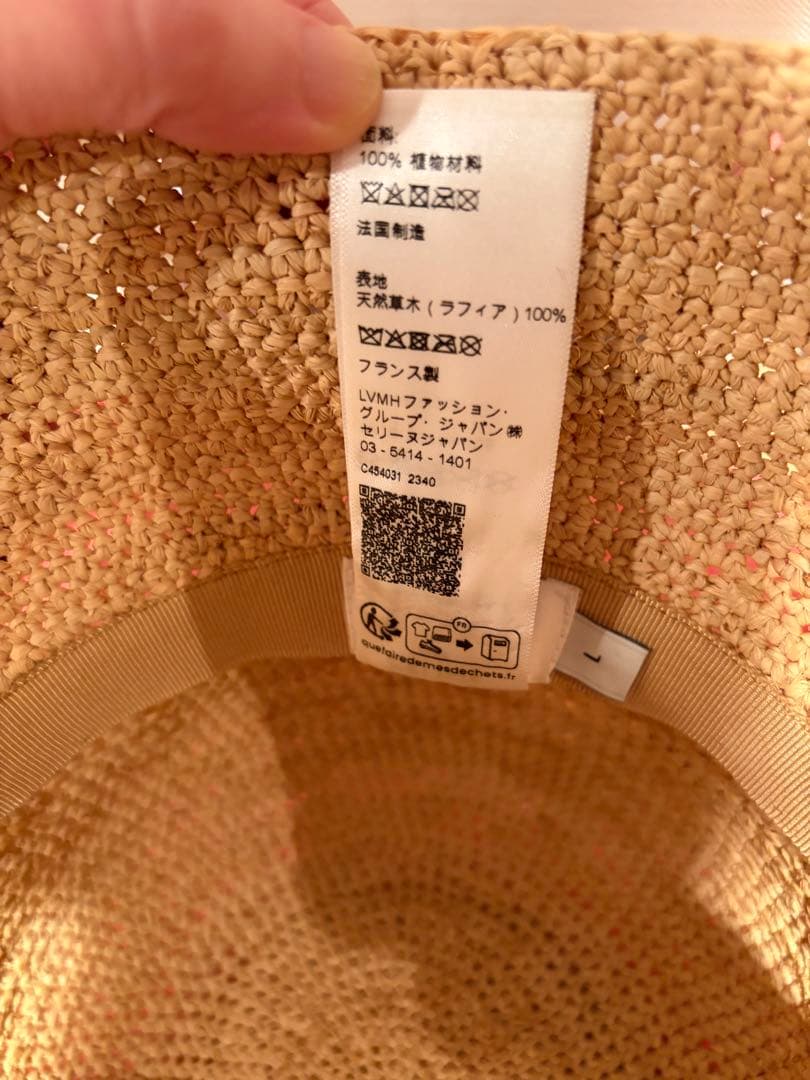 面料:
100% 植物材料
法国制造
表地
天然草木 ( ラフィア ) 100%
フランス製
LVMHファッション・
グループ・ジャパン㈱
セリーヌジャパン
03 - 5414 - 1401
C454031 2340
FR
quefairedemesdechets.fr
L